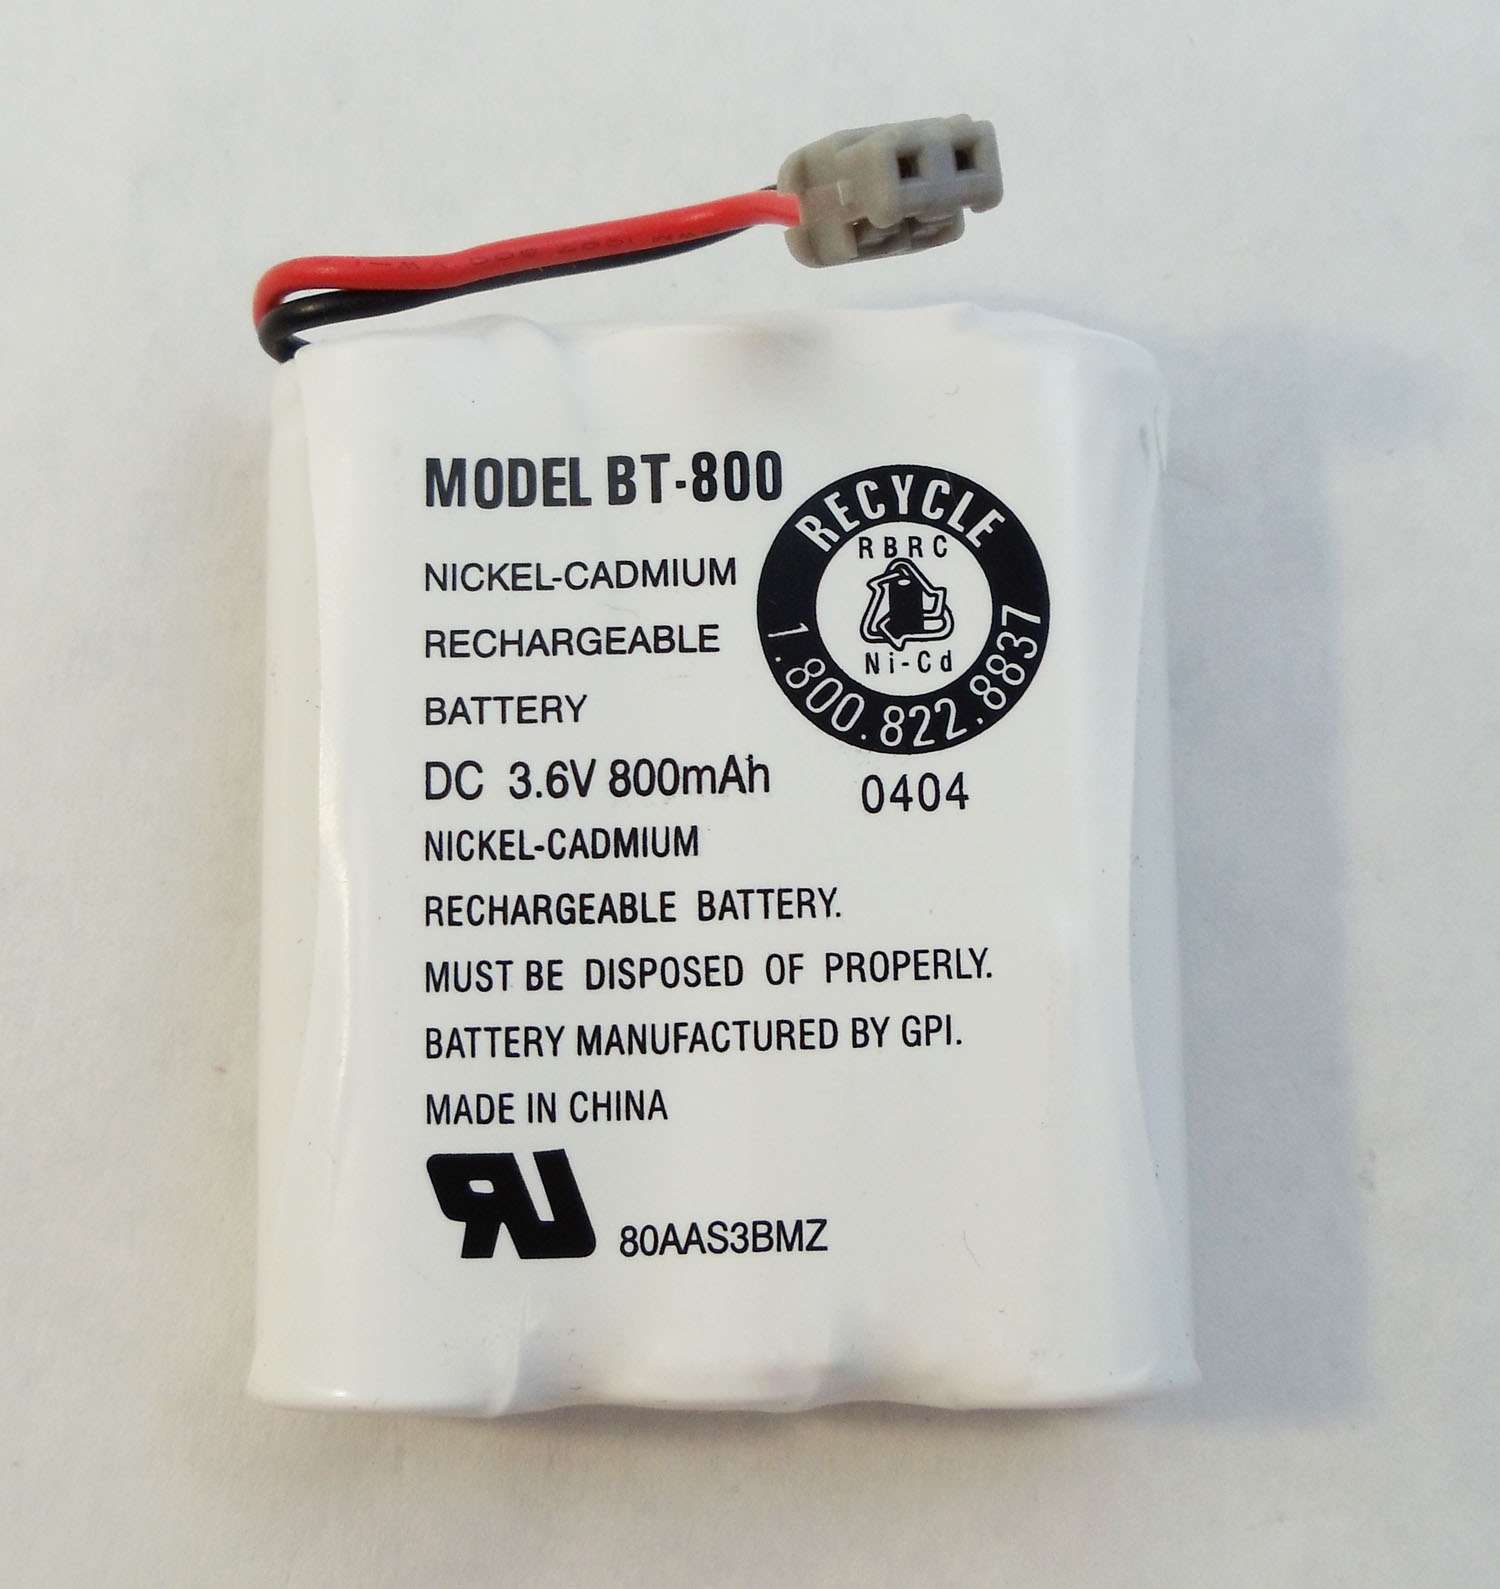 MODEL BT-800
NICKEL-CADMIUM
RECHARGEABLE
BATTERY
DC 3.6V 800mAh
RECYCLE
RBRC
Ni-Cd
1.800.822.8837
0404
NICKEL-CADMIUM
RECHARGEABLE BATTERY.
MUST BE DISPOSED OF PROPERLY.
BATTERY MANUFACTURED BY GPI.
MADE IN CHINA
80AAS3BMZ